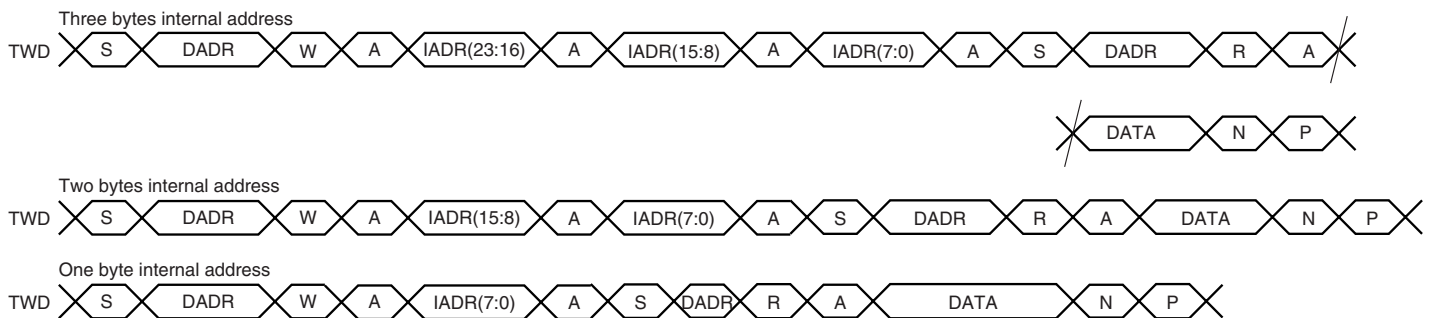 Three bytes internal address
TWD S DADR W A IADR(23:16) A IADR(15:8) A IADR(7:0) A S DADR R A
DATA N P
Two bytes internal address
TWD S DADR W A IADR(15:8) A IADR(7:0) A S DADR R A DATA N P
One byte internal address
TWD S DADR W A IADR(7:0) A S DADR R A DATA N P